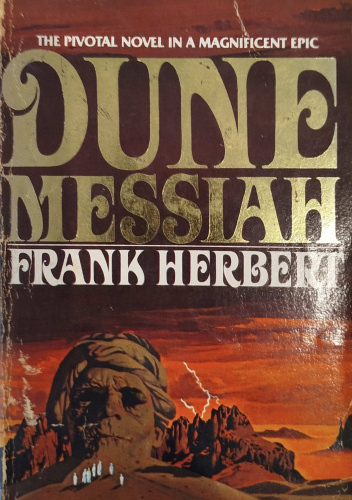 THE PIVOTAL NOVEL IN A MAGNIFICENT EPIC
DUNE
MESSIAH
FRANK HERBERT